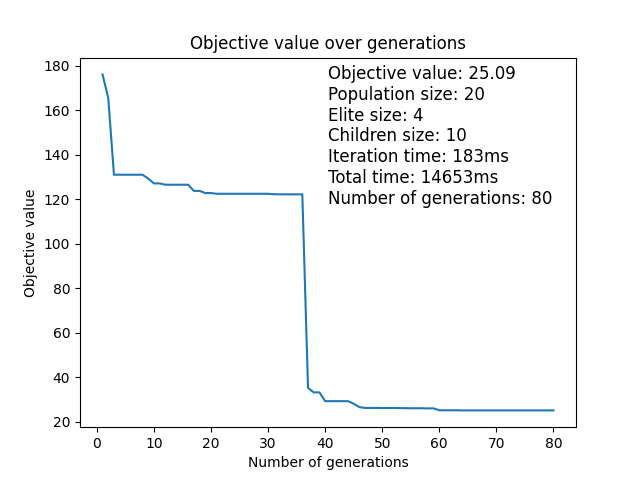 Objective value over generations
Objective value: 25.09
Population size: 20
Elite size: 4
Children size: 10
Iteration time: 183ms
Total time: 14653ms
Number of generations: 80
Objective value
180
160
140
120
100
80
60
40
20
0 10 20 30 40 50 60 70 80
Number of generations